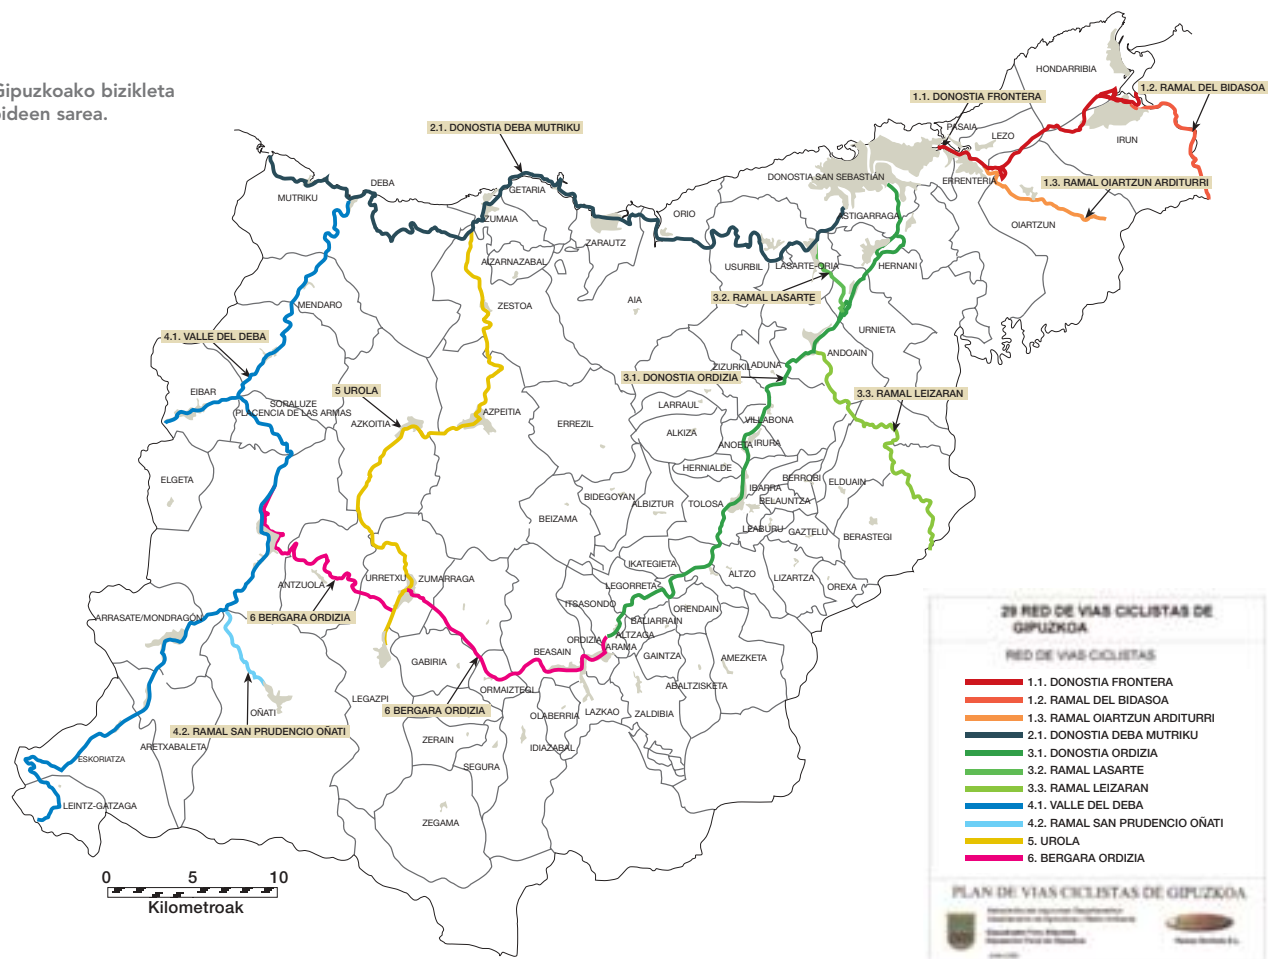 Gipuzkoako bizikleta
bideen sarea.
HONDARRIBIA
1.2. RAMAL DEL BIDASOA
1.1. DONOSTIA FRONTERA
PASAIA
LEZO
IRUN
2.1. DONOSTIA DEBA MUTRIKU
DONOSTIA SAN SEBASTIÁN
ERRENTERIA
1.3. RAMAL OIARTZUN ARDITURRI
OIARTZUN
DEBA
MUTRIKU
GETARIA
ZUMAIA
ORIO
ZARAUTZ
ASTIGARRAGA
AIZARNAZABAL
USURBIL
LASARTE-ORIA
HERNANI
3.2. RAMAL LASARTE
MENDARO
ZESTOA
AIA
URNIETA
4.1. VALLE DEL DEBA
ANDOAIN
ZIZURKIL
ADUNA
3.1. DONOSTIA ORDIZIA
5 UROLA
3.3. RAMAL LEIZARAN
EIBAR
SORALUZE
PLACENCIA DE LAS ARMAS
AZKOITIA
AZPEITIA
ERREZIL
LARRAUL
ALKIZA
VILLABONA
ANOETA
IRURA
HERNIALDE
ELGETA
BERROBI
ELDUAIN
IBARRA
BELAUNTZA
BIDEGOYAN
ALBIZTUR
TOLOSA
BEIZAMA
LEABURU
GAZTELU
BERASTEGI
IKATEGIETA
ALTZO
LIZARTZA
OREXA
ANTZUOLA
URRETXU
ZUMARRAGA
LEGORRETA
ITSASONDO
ORENDAIN
BALIARRAIN
6 BERGARA ORDIZIA
ARRASATE/MONDRAGÓN
ORDIZIA
ALTZAGA
ARAMA
GABIRIA
BEASAIN
GAINTZA
AMEZKETA
ORMAIZTEGI
ABALTZISKETA
LEGAZPI
6 BERGARA ORDIZIA
OÑATI
OLABERRIA
LAZKAO
ZALDIBIA
4.2. RAMAL SAN PRUDENCIO OÑATI
ARETXABALETA
ZERAIN
IDIAZABAL
ESKORIATZA
SEGURA
LEINTZ-GATZAGA
ZEGAMA
0 5 10
Kilometroak
29 RED DE VIAS CICLISTAS DE
GIPUZKOA
RED DE VIAS CICLISTAS
1.1. DONOSTIA FRONTERA
1.2. RAMAL DEL BIDASOA
1.3. RAMAL OIARTZUN ARDITURRI
2.1. DONOSTIA DEBA MUTRIKU
3.1. DONOSTIA ORDIZIA
3.2. RAMAL LASARTE
3.3. RAMAL LEIZARAN
4.1. VALLE DEL DEBA
4.2. RAMAL SAN PRUDENCIO OÑATI
5. UROLA
6. BERGARA ORDIZIA
PLAN DE VIAS CICLISTAS DE GIPUZKOA